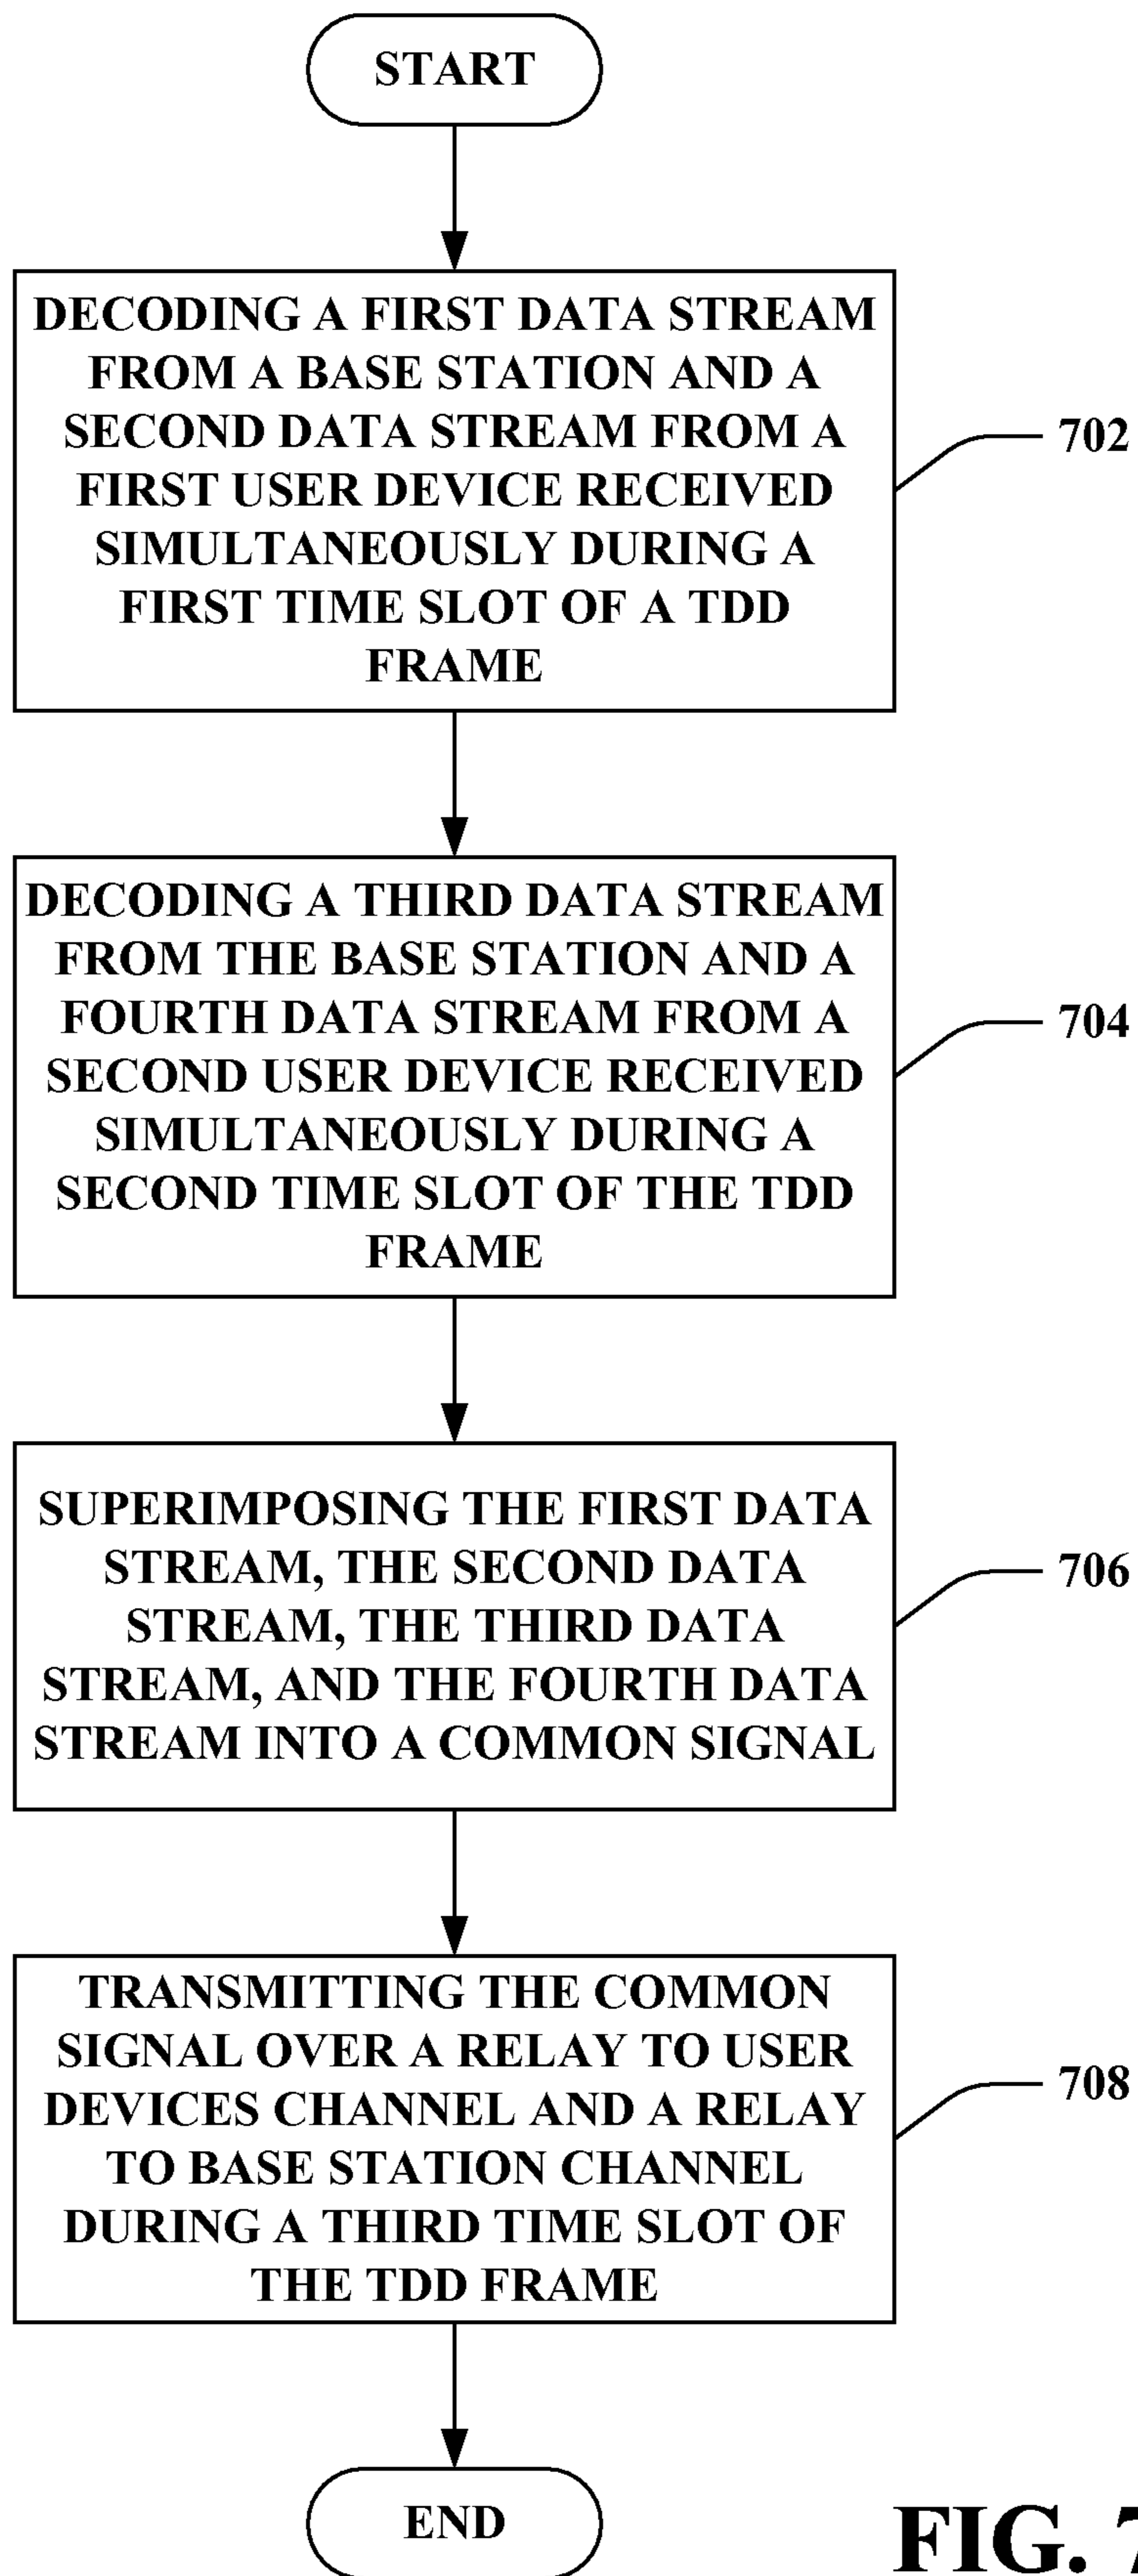 START
DECODING A FIRST DATA STREAM
FROM A BASE STATION AND A
SECOND DATA STREAM FROM A
FIRST USER DEVICE RECEIVED
SIMULTANEOUSLY DURING A
FIRST TIME SLOT OF A TDD
FRAME
702
DECODING A THIRD DATA STREAM
FROM THE BASE STATION AND A
FOURTH DATA STREAM FROM A
SECOND USER DEVICE RECEIVED
SIMULTANEOUSLY DURING A
SECOND TIME SLOT OF THE TDD
FRAME
704
SUPERIMPOSING THE FIRST DATA
STREAM, THE SECOND DATA
STREAM, THE THIRD DATA
STREAM, AND THE FOURTH DATA
STREAM INTO A COMMON SIGNAL
706
TRANSMITTING THE COMMON
SIGNAL OVER A RELAY TO USER
DEVICES CHANNEL AND A RELAY
TO BASE STATION CHANNEL
DURING A THIRD TIME SLOT OF
THE TDD FRAME
708
END
FIG. 7